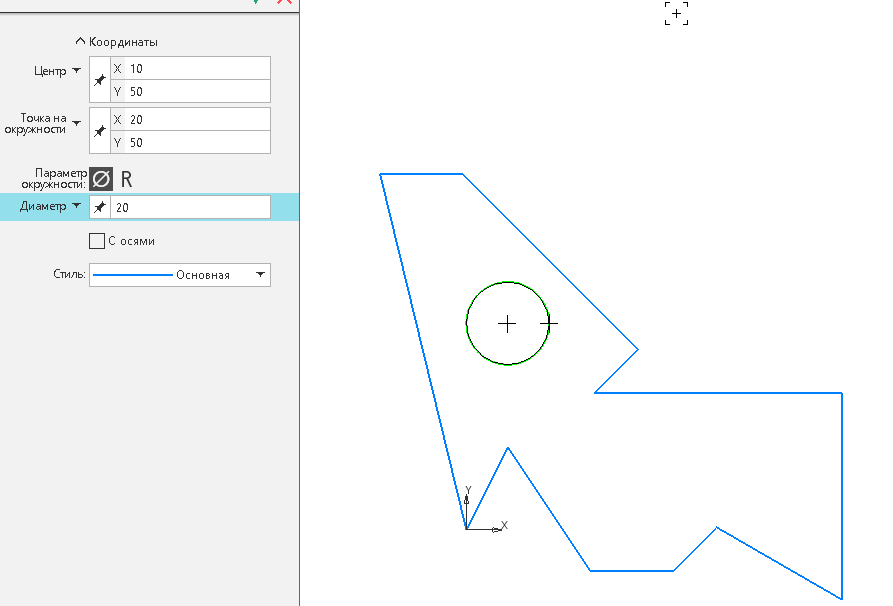 Координаты
Центр X 10
Y 50
Точка на окружности X 20
Y 50
Параметр окружности: R
Диаметр 20
С осями
Стиль: Основная
Y
X